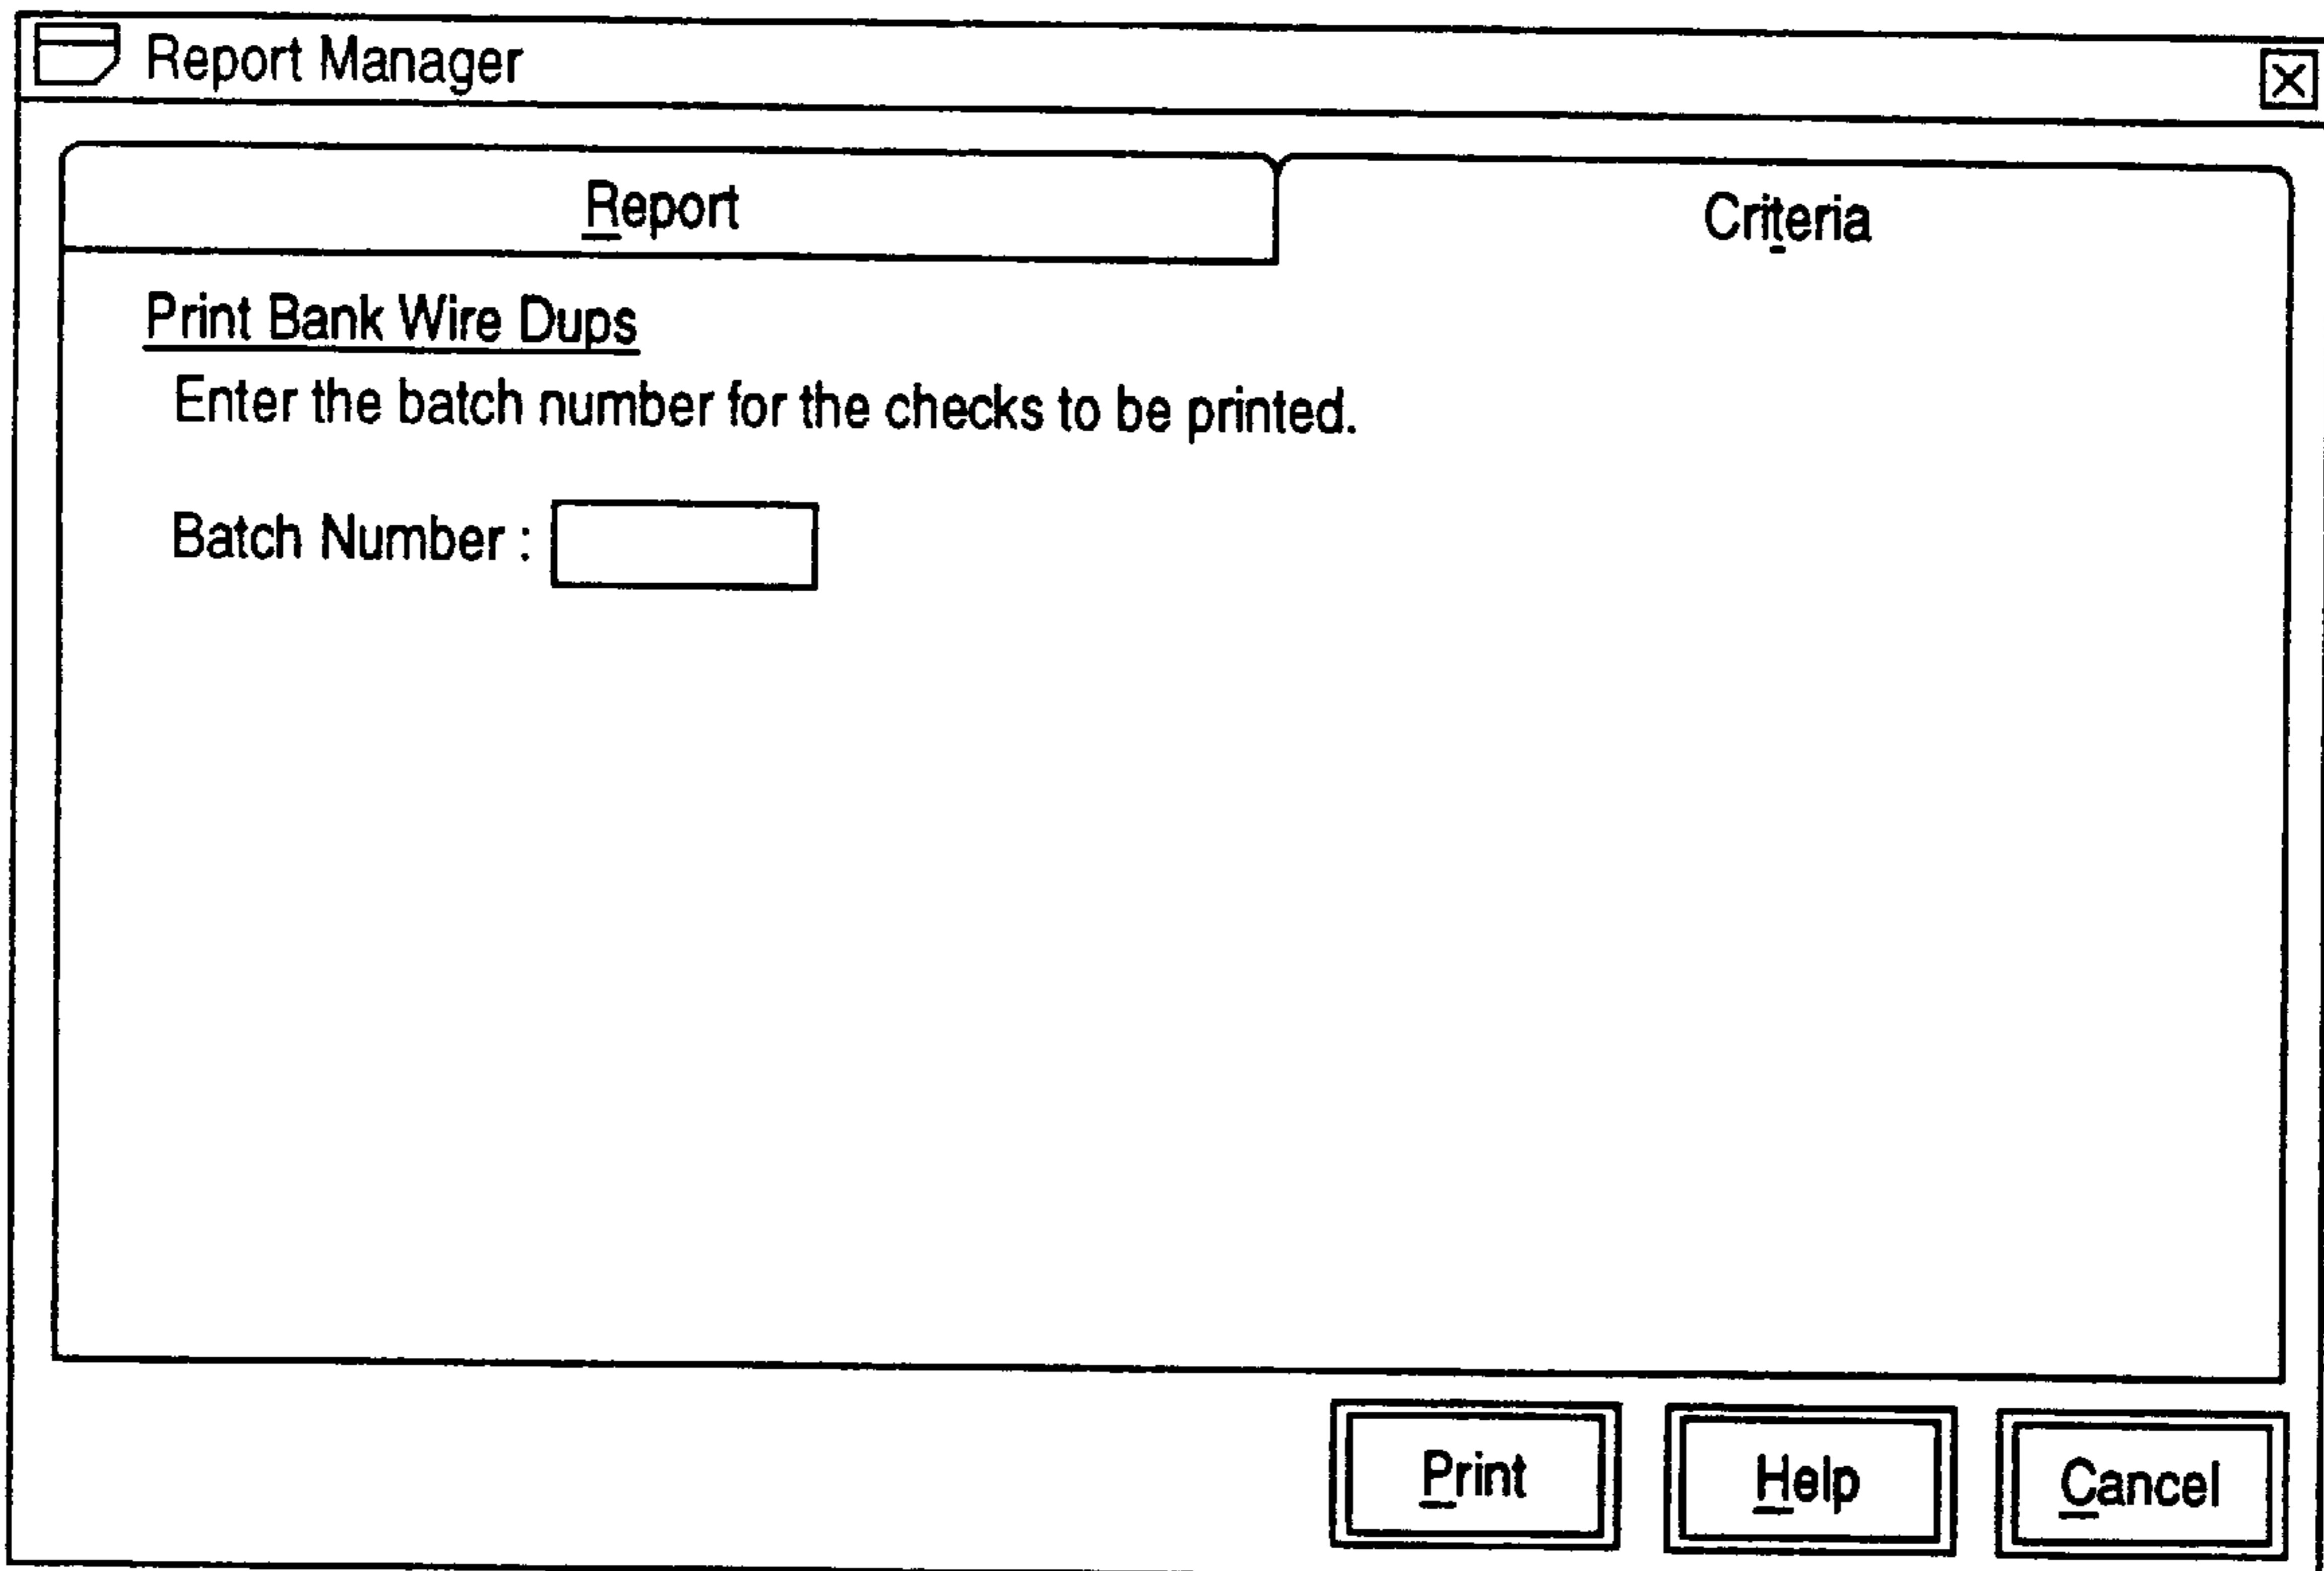 Report Manager
Report Criteria
Print Bank Wire Dups
Enter the batch number for the checks to be printed.
Batch Number :
Print Help Cancel